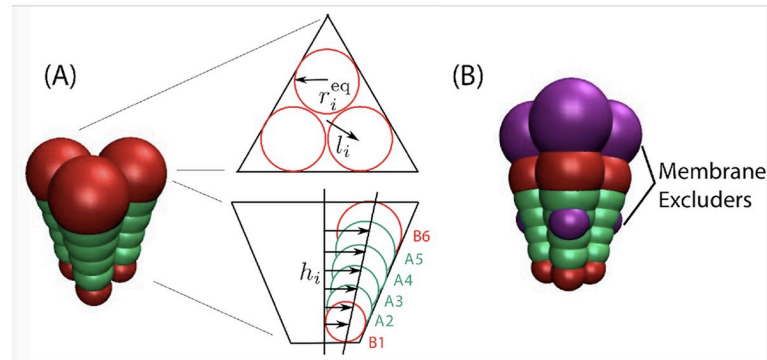 (A)
r_i^eq
l_i
(B)
Membrane
Excluders
B6
A5
A4
h_i
A3
A2
B1